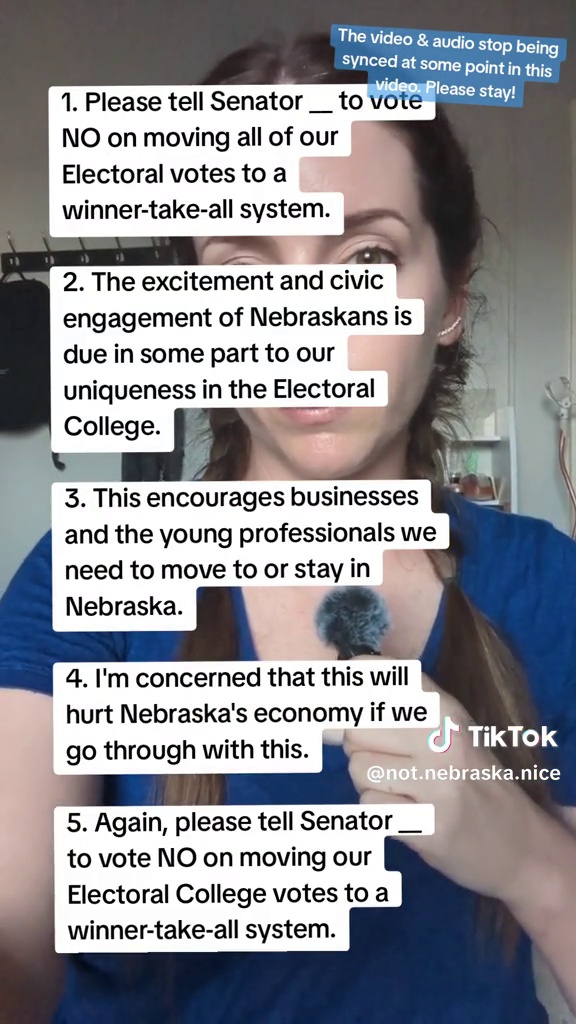 The video & audio stop being
synced at some point in this
video. Please stay!
1. Please tell Senator __ to vote
NO on moving all of our
Electoral votes to a
winner-take-all system.
2. The excitement and civic
engagement of Nebraskans is
due in some part to our
uniqueness in the Electoral
College.
3. This encourages businesses
and the young professionals we
need to move to or stay in
Nebraska.
4. I'm concerned that this will
hurt Nebraska's economy if we
go through with this.
TikTok
@not.nebraska.nice
5. Again, please tell Senator __
to vote NO on moving our
Electoral College votes to a
winner-take-all system.